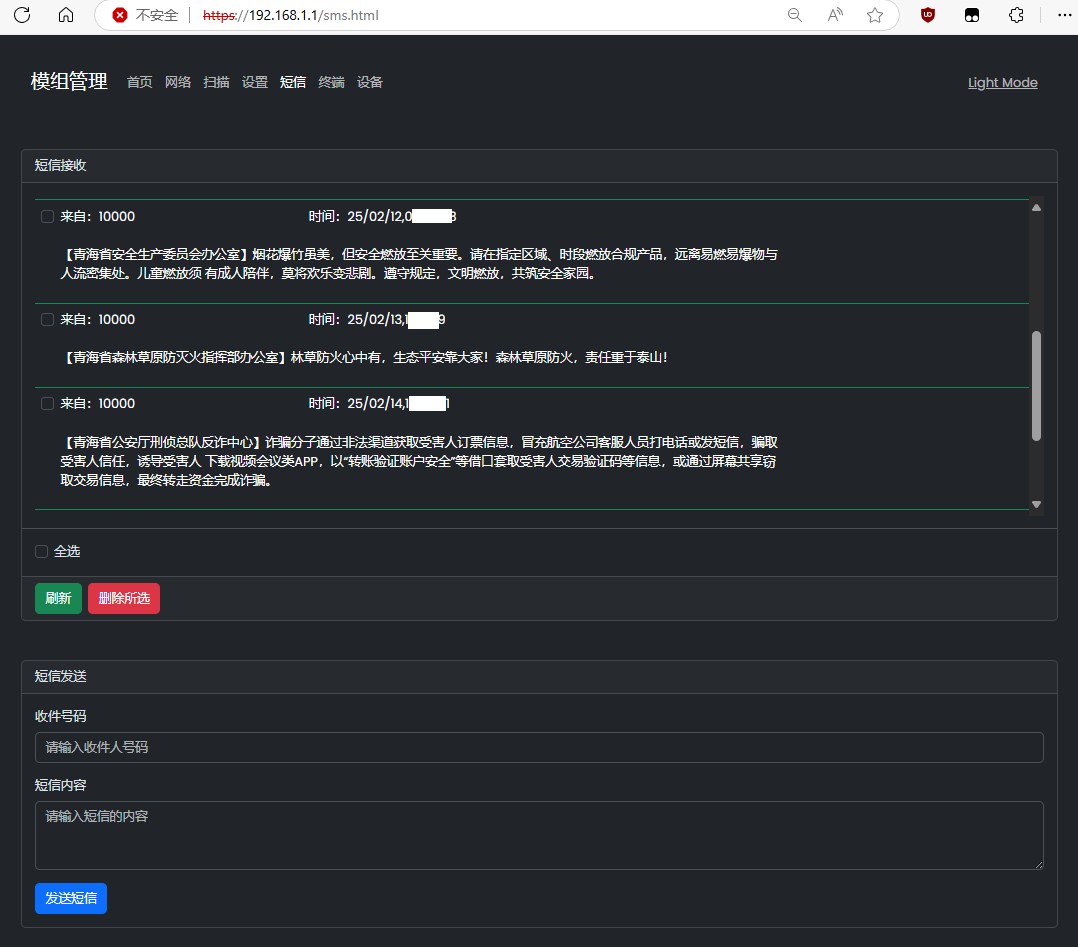 不安全 https://192.168.1.1/sms.html
模组管理 首页 网络 扫描 设置 短信 终端 设备 Light Mode
短信接收
来自：10000 时间：25/02/12,0 3
【青海省安全生产委员会办公室】烟花爆竹虽美，但安全燃放至关重要。请在指定区域、时段燃放合规产品，远离易燃易爆物与
人流密集处。儿童燃放须 有成人陪伴，莫将欢乐变悲剧。遵守规定，文明燃放，共筑安全家园。
来自：10000 时间：25/02/13,1 9
【青海省森林草原防灭火指挥部办公室】林草防火心中有，生态平安靠大家！森林草原防火，责任重于泰山！
来自：10000 时间：25/02/14,1 1
【青海省公安厅刑侦总队反诈中心】诈骗分子通过非法渠道获取受害人订票信息，冒充航空公司客服人员打电话或发短信，骗取
受害人信任，诱导受害人 下载视频会议类APP，以“转账验证账户安全”等借口套取受害人交易验证码等信息，或通过屏幕共享窃
取交易信息，最终转走资金完成诈骗。
全选
刷新 删除所选
短信发送
收件号码
请输入收件人号码
短信内容
请输入短信的内容
发送短信